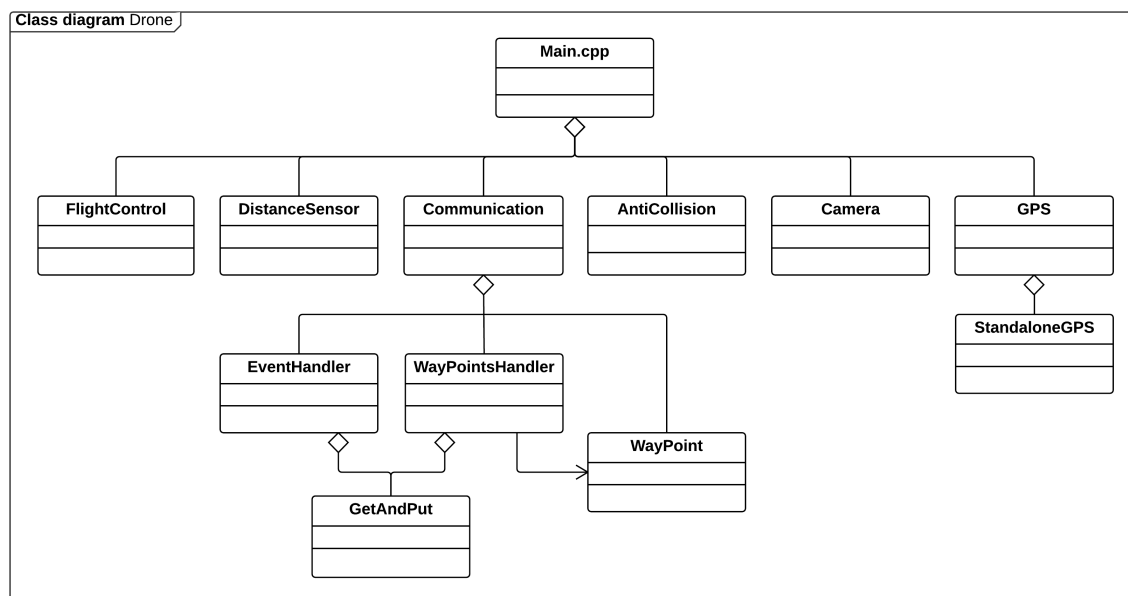 Class diagram Drone
Main.cpp
FlightControl
DistanceSensor
Communication
AntiCollision
Camera
GPS
StandaloneGPS
EventHandler
WayPointsHandler
WayPoint
GetAndPut